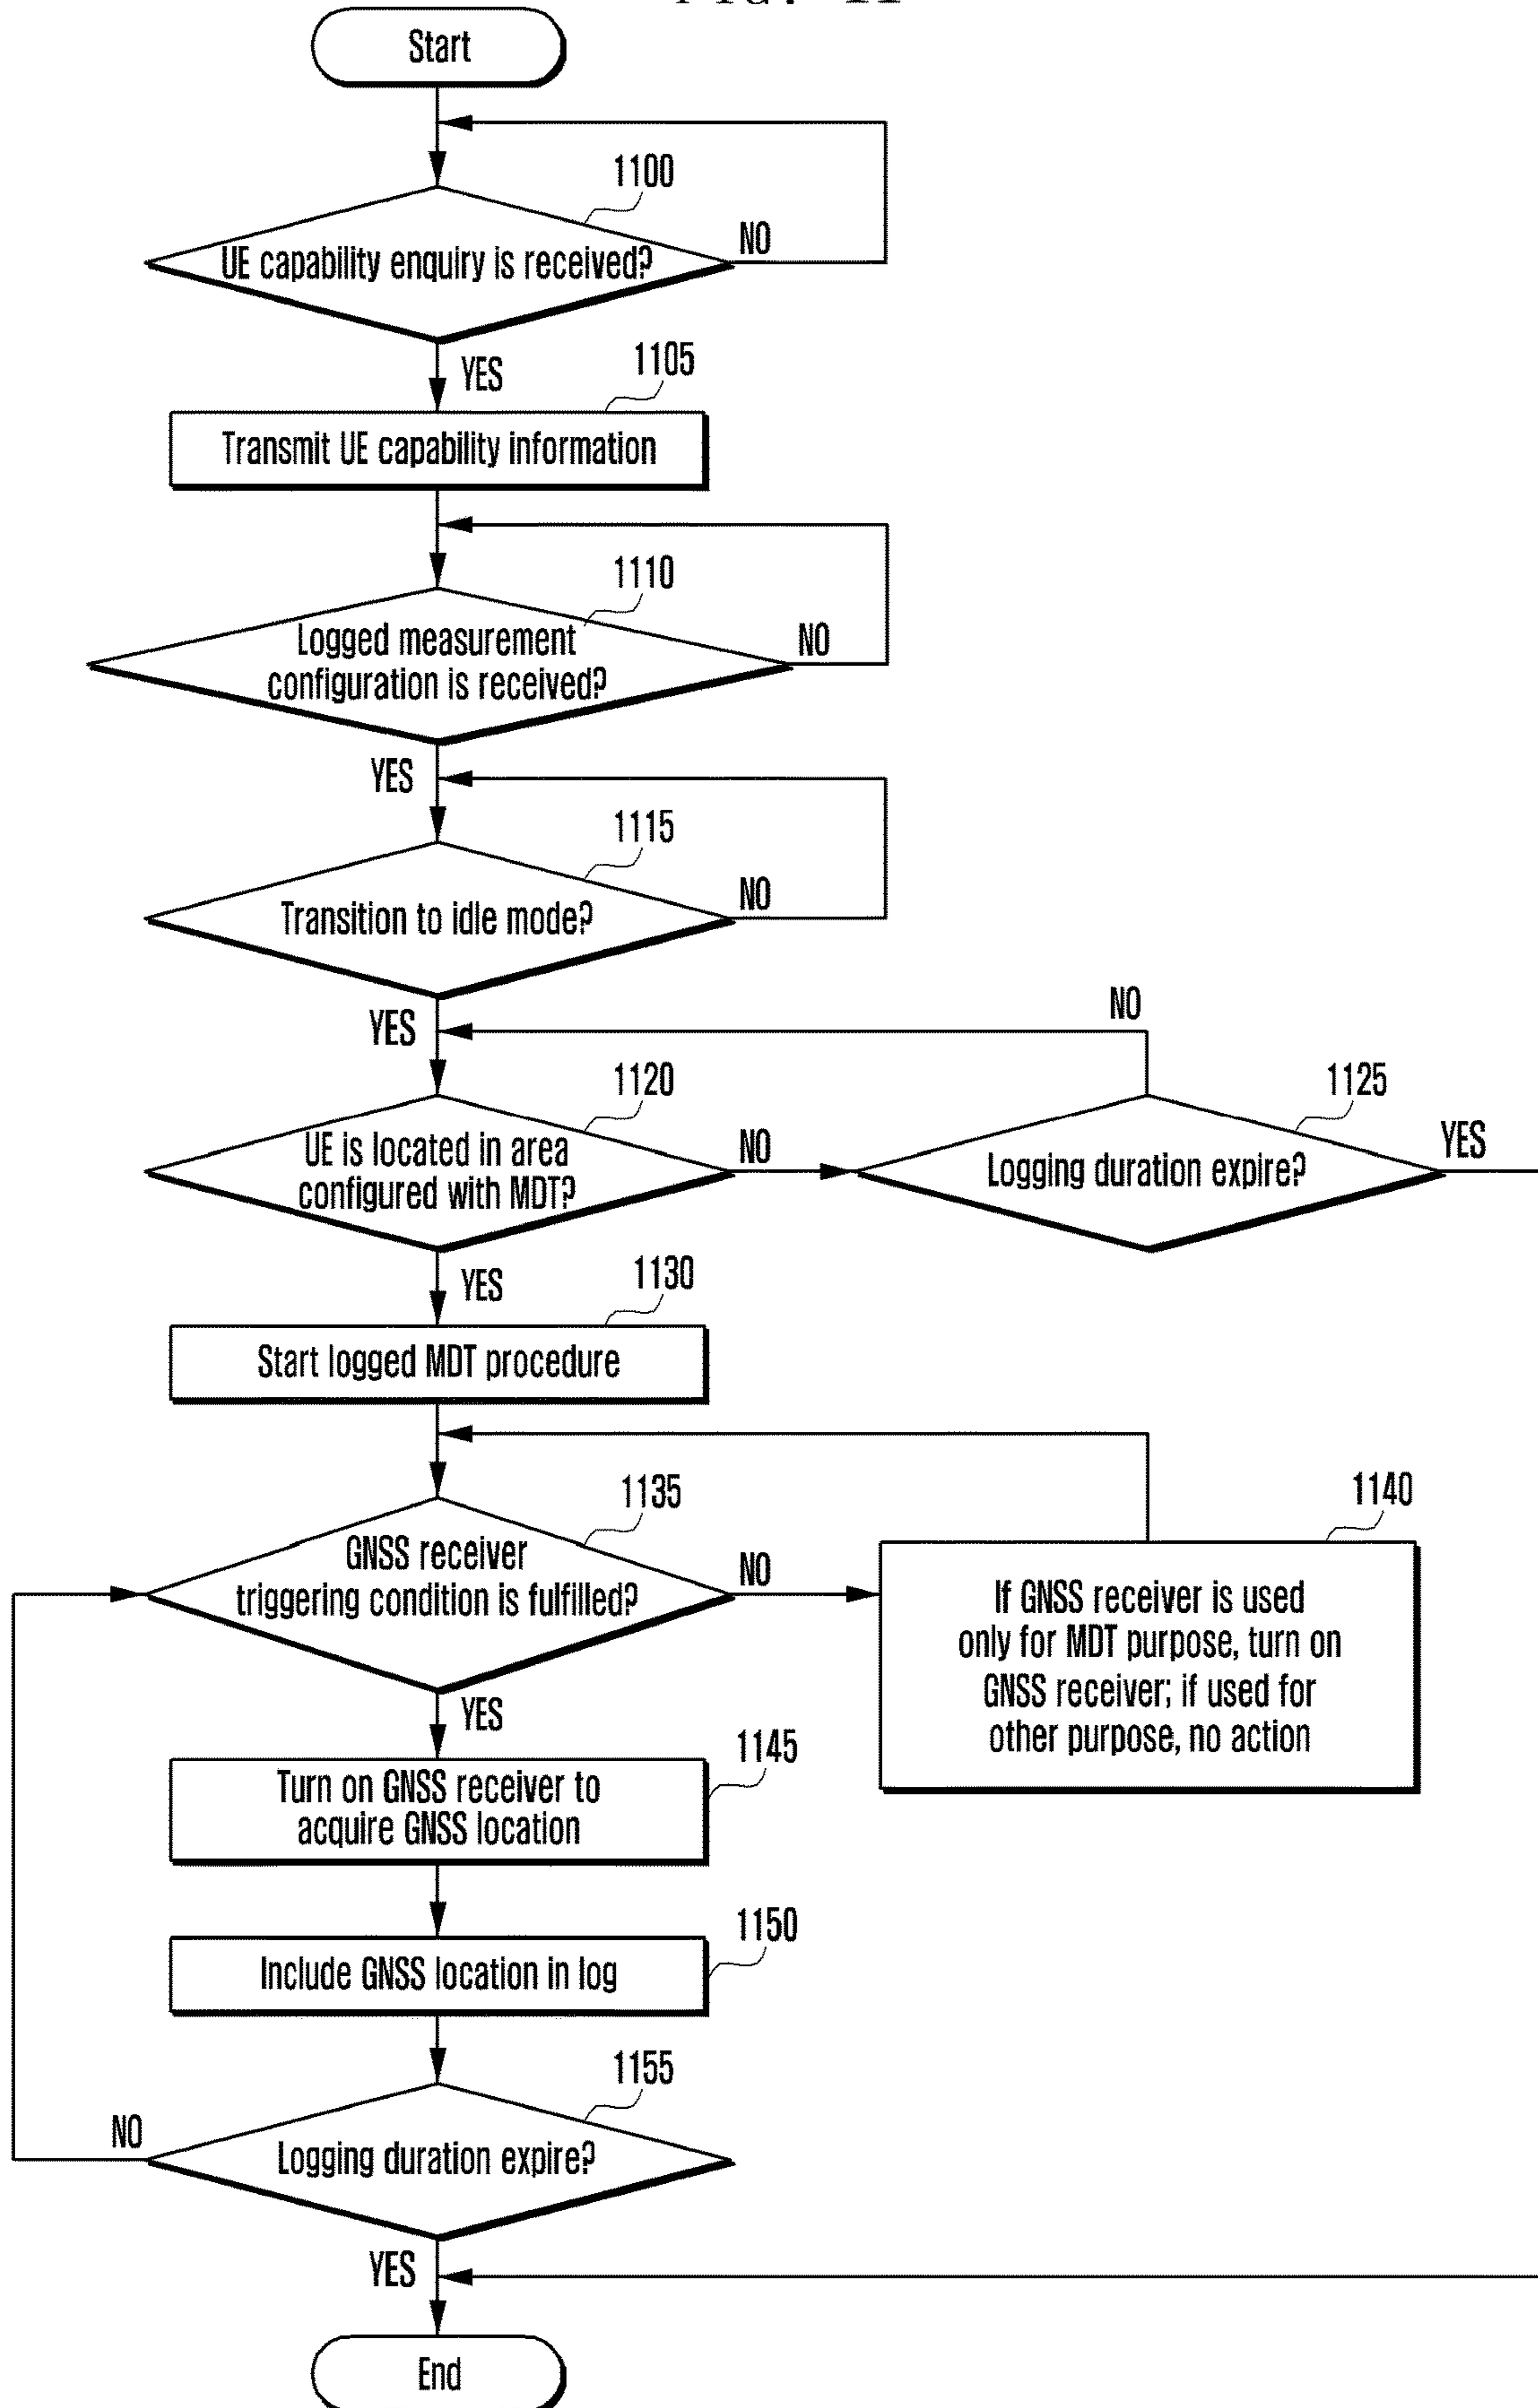 Start
1100
UE capability enquiry is received?
NO
YES
1105
Transmit UE capability information
1110
Logged measurement
configuration is received?
NO
YES
1115
Transition to idle mode?
NO
YES
NO
1120
UE is located in area
configured with MDT?
NO
1125
Logging duration expire?
YES
YES
1130
Start logged MDT procedure
1135
GNSS receiver
triggering condition is fulfilled?
NO
1140
If GNSS receiver is used
only for MDT purpose, turn on
GNSS receiver; if used for
other purpose, no action
YES
1145
Turn on GNSS receiver to
acquire GNSS location
1150
Include GNSS location in log
1155
Logging duration expire?
NO
YES
End